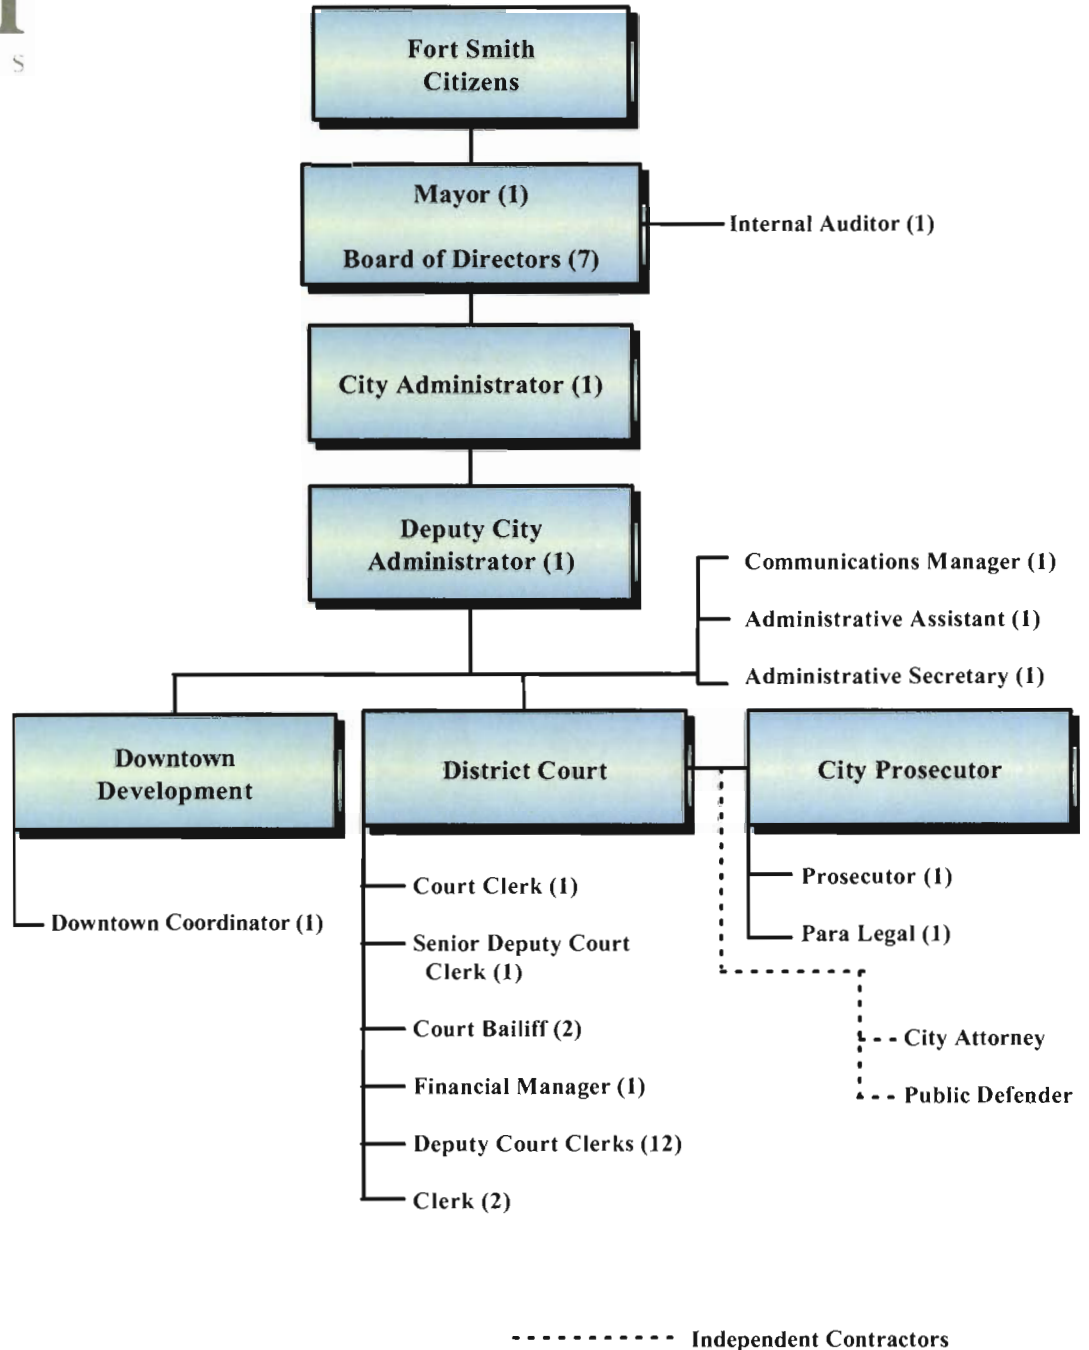 s
Fort Smith
Citizens
Mayor (1)
Board of Directors (7)
Internal Auditor (1)
City Administrator (1)
Deputy City
Administrator (1)
Communications Manager (1)
Administrative Assistant (1)
Administrative Secretary (1)
Downtown
Development
District Court
City Prosecutor
Downtown Coordinator (1)
Court Clerk (1)
Senior Deputy Court
Clerk (1)
Court Bailiff (2)
Financial Manager (1)
Deputy Court Clerks (12)
Clerk (2)
Prosecutor (1)
Para Legal (1)
City Attorney
Public Defender
Independent Contractors